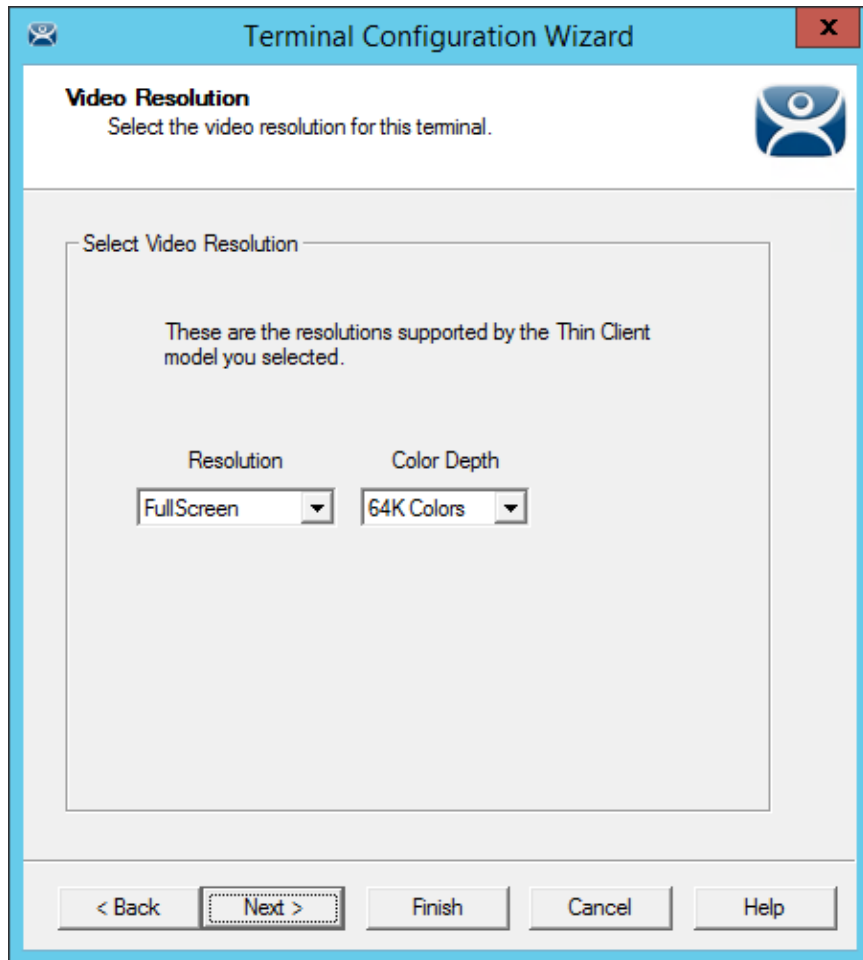 Terminal Configuration Wizard
x
Video Resolution
Select the video resolution for this terminal.
Select Video Resolution
These are the resolutions supported by the Thin Client
model you selected.
Resolution Color Depth
FullScreen 64K Colors
< Back Next > Finish Cancel Help